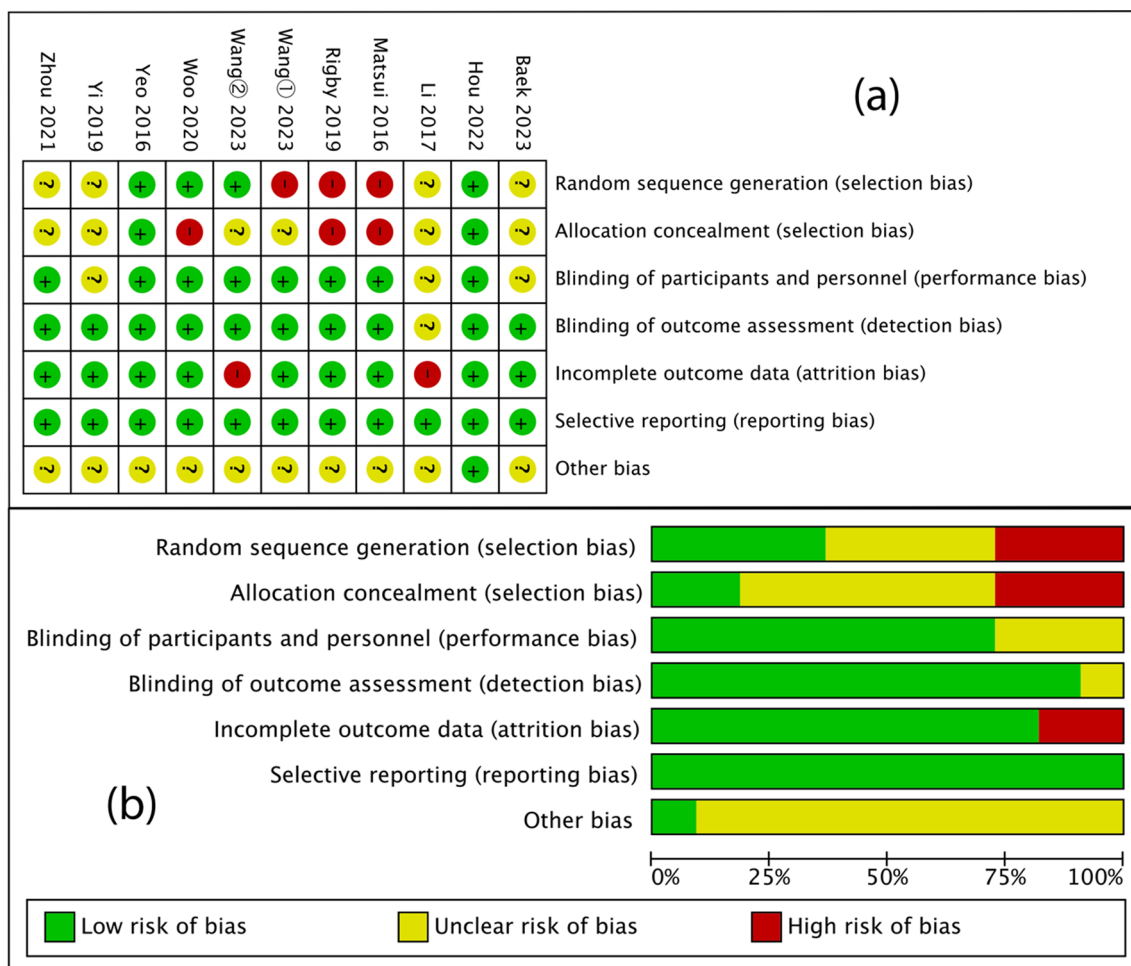 Zhou 2021
Yi 2019
Yeo 2016
Woo 2020
Wang② 2023
Wang① 2023
Rigby 2019
Matsui 2016
Li 2017
Hou 2022
Baek 2023
(a)
? ? + + + - - - ? + ? Random sequence generation (selection bias)
? ? + - ? ? - - ? + ? Allocation concealment (selection bias)
+ ? + + + + + + ? + ? Blinding of participants and personnel (performance bias)
+ + + + + + + + ? + + Blinding of outcome assessment (detection bias)
+ + + + - + + + - + + Incomplete outcome data (attrition bias)
+ + + + + + + + + + + Selective reporting (reporting bias)
? ? ? ? ? ? ? ? ? + ? Other bias
Random sequence generation (selection bias)
Allocation concealment (selection bias)
Blinding of participants and personnel (performance bias)
Blinding of outcome assessment (detection bias)
Incomplete outcome data (attrition bias)
Selective reporting (reporting bias)
(b)
Other bias
0% 25% 50% 75% 100%
Low risk of bias Unclear risk of bias High risk of bias